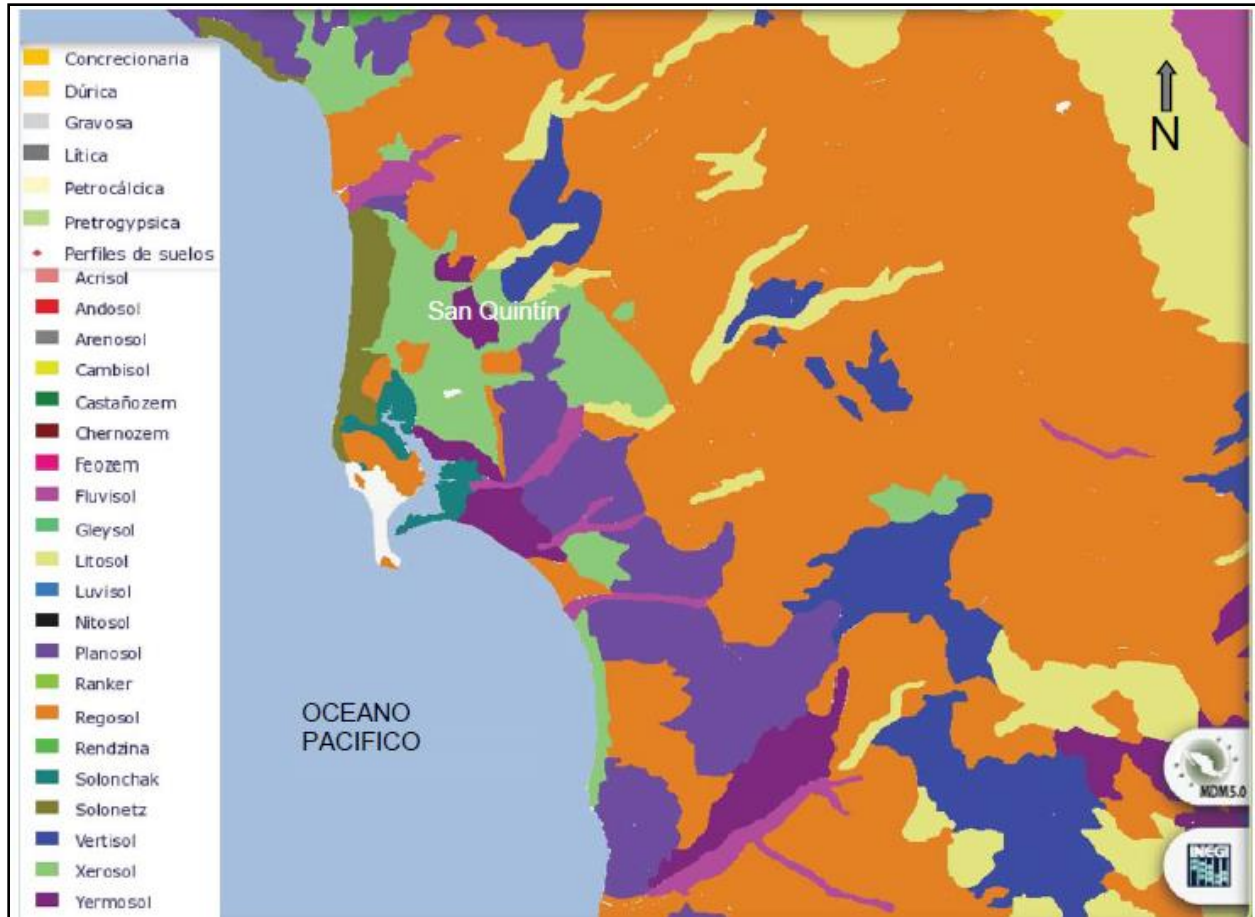 Concrecionaria
Dúrica
Gravosa
Lítica
Petrocálcica
Pretrogypsica
Perfiles de suelos
Acrisol
Andosol
Arenosol
Cambisol
Castañozem
Chernozem
Feozem
Fluvisol
Gleysol
Litosol
Luvisol
Nitosol
Planosol
Ranker
Regosol
Rendzina
Solonchak
Solonetz
Vertisol
Xerosol
Yermosol
N
San Quintín
OCEANO
PACIFICO
MDM5.0
INEGI